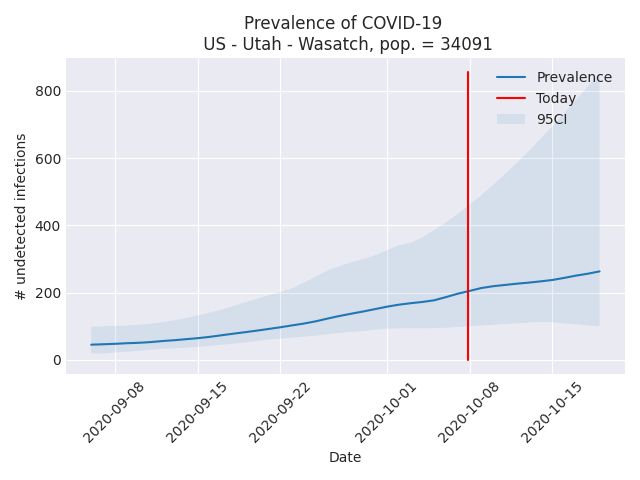 Prevalence of COVID-19
US - Utah - Wasatch, pop. = 34091
Prevalence
Today
95CI
800
600
400
200
0
# undetected infections
2020-09-08
2020-09-15
2020-09-22
2020-10-01
2020-10-08
2020-10-15
Date